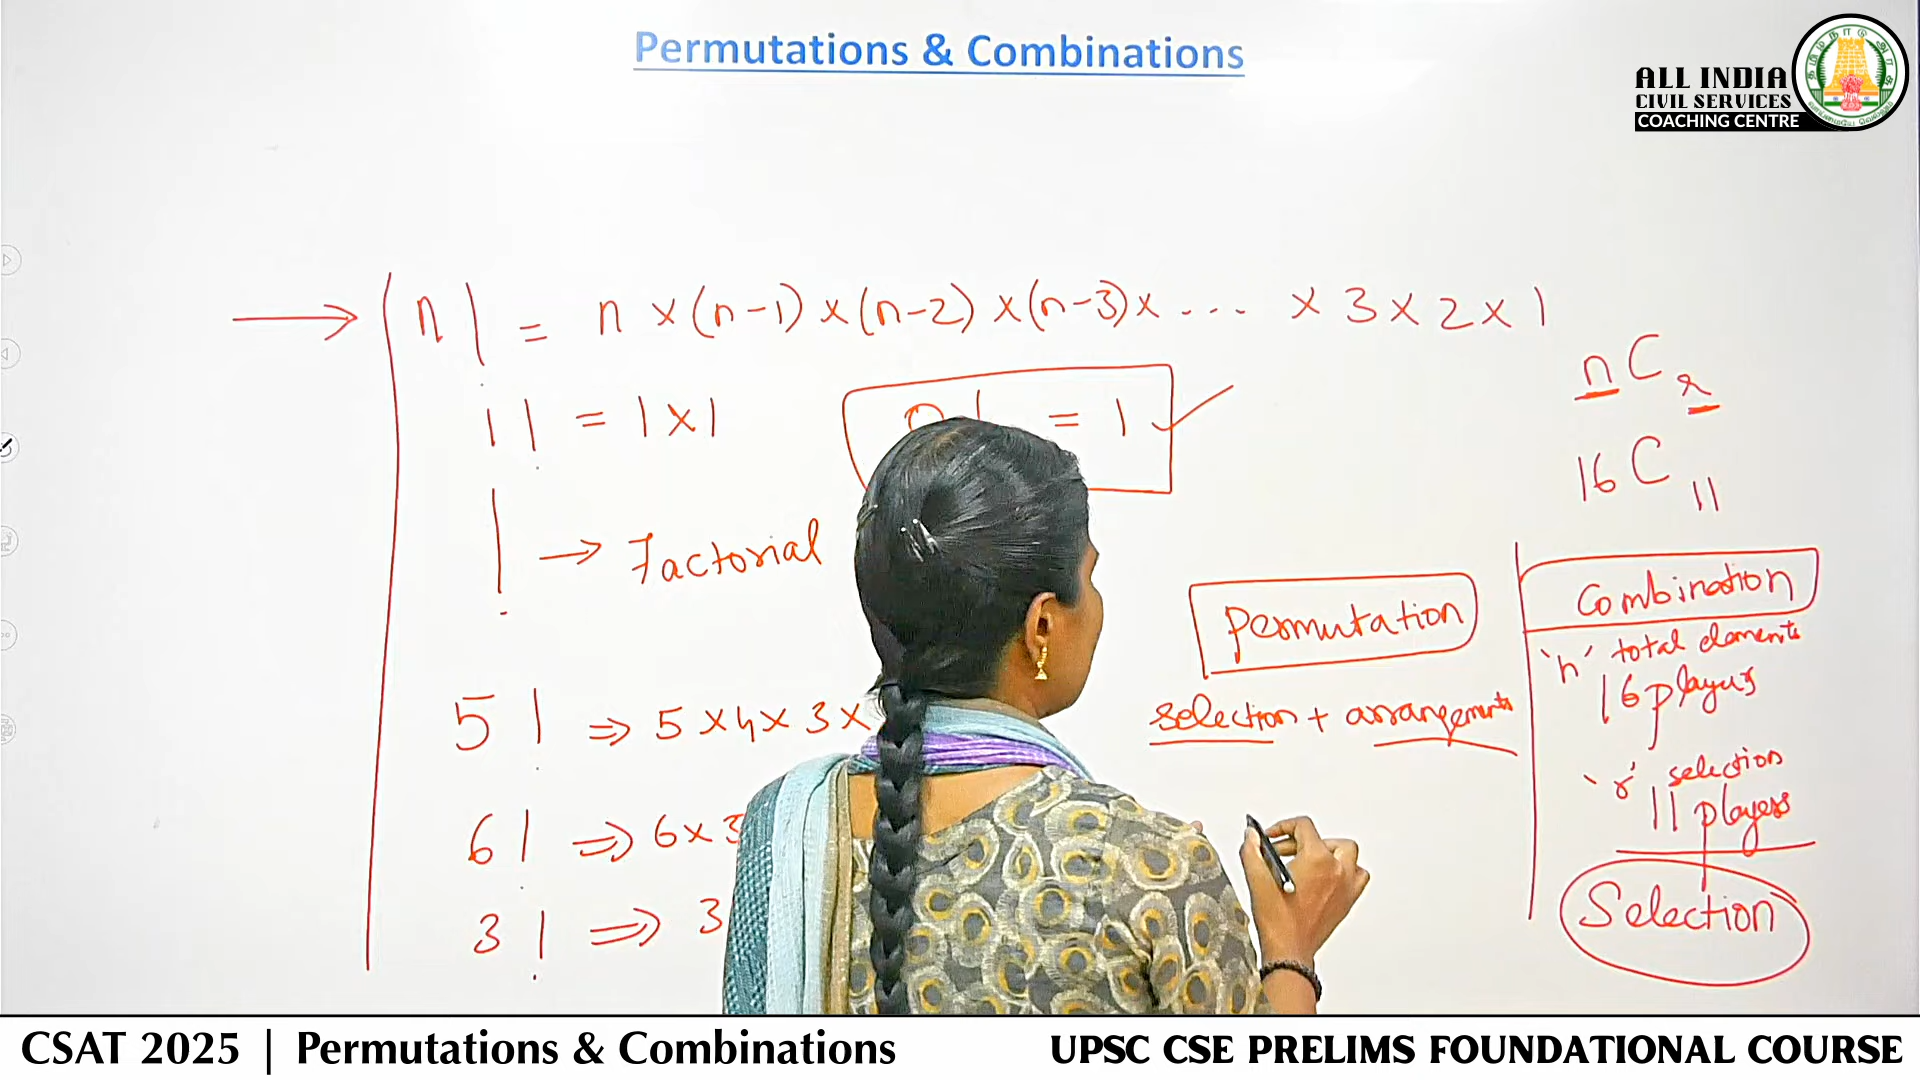 Permutations & Combinations
ALL INDIA
CIVIL SERVICES
COACHING CENTRE
n! = n × (n-1) × (n-2) × (n-3) × ... × 3 × 2 × 1
1! = 1 × 1
0! = 1
! → Factorial
5! ⇒ 5 × 4 × 3 ×
6! ⇒ 6 ×
3! ⇒ 3
nCr
16C11
Permutation
selection + arrangements
Combination
'n' total elements
16 players
'r' selection
11 players
Selection
CSAT 2025 | Permutations & Combinations
UPSC CSE PRELIMS FOUNDATIONAL COURSE